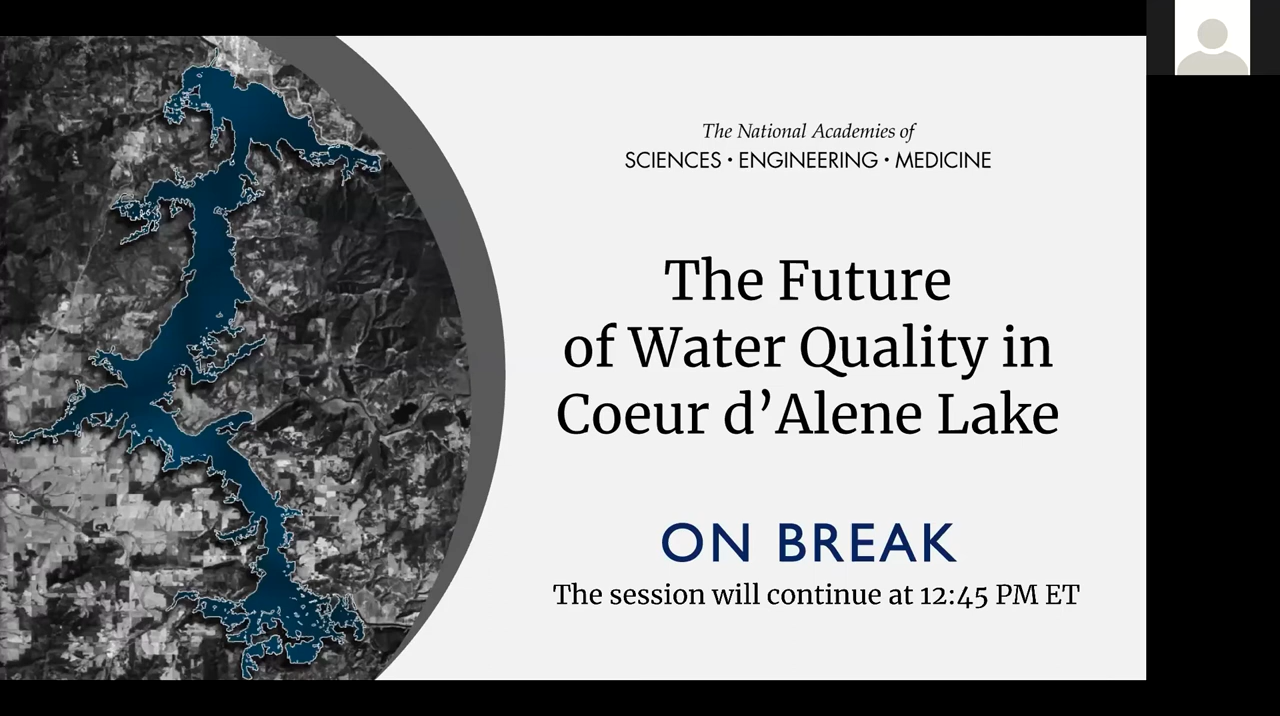 The National Academies of
SCIENCES · ENGINEERING · MEDICINE
The Future
of Water Quality in
Coeur d’Alene Lake
ON BREAK
The session will continue at 12:45 PM ET